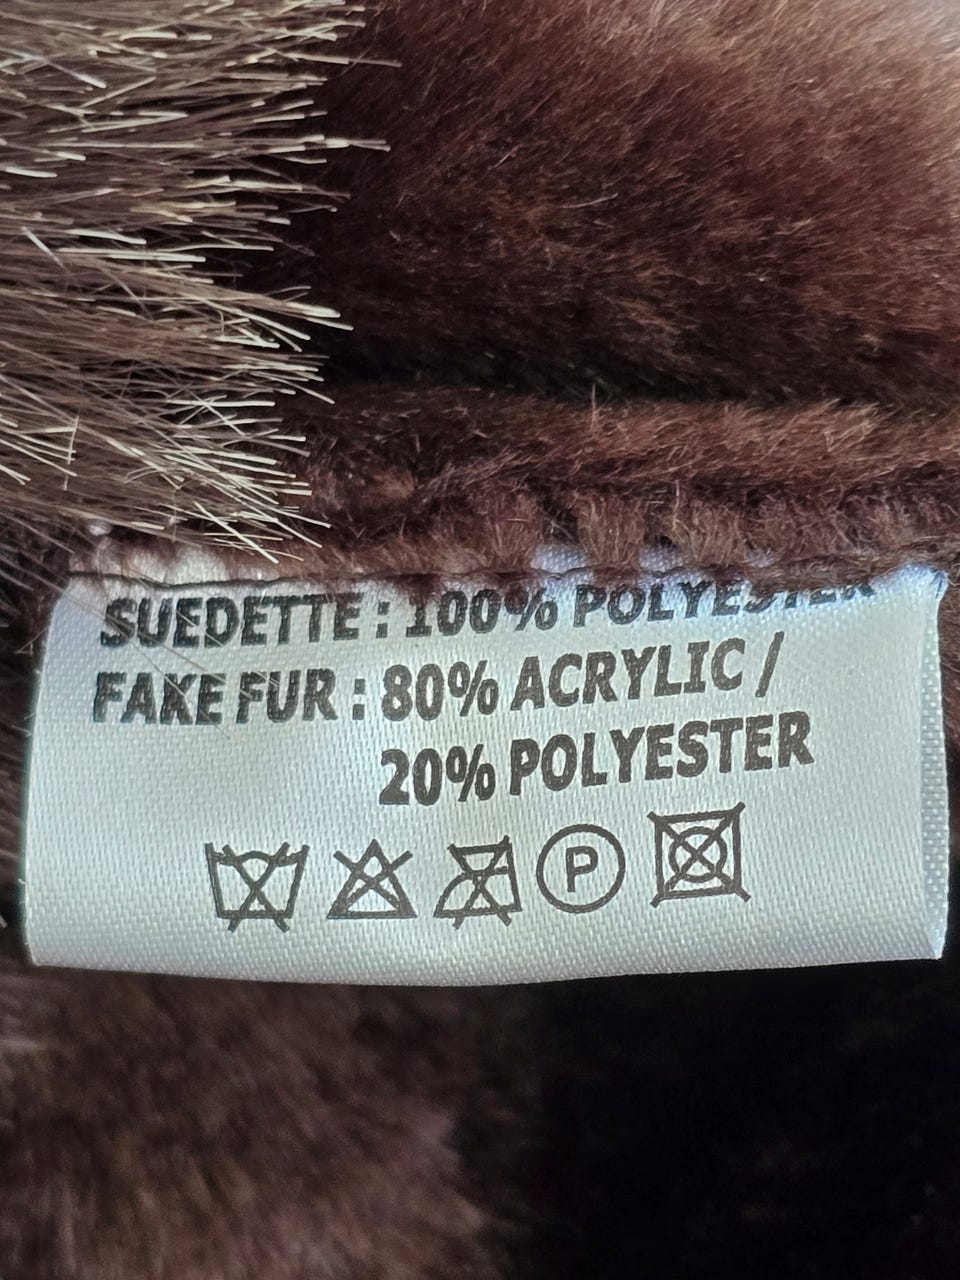 SUEDETTE : 100% POLYESTER
FAKE FUR : 80% ACRYLIC /
20% POLYESTER
P